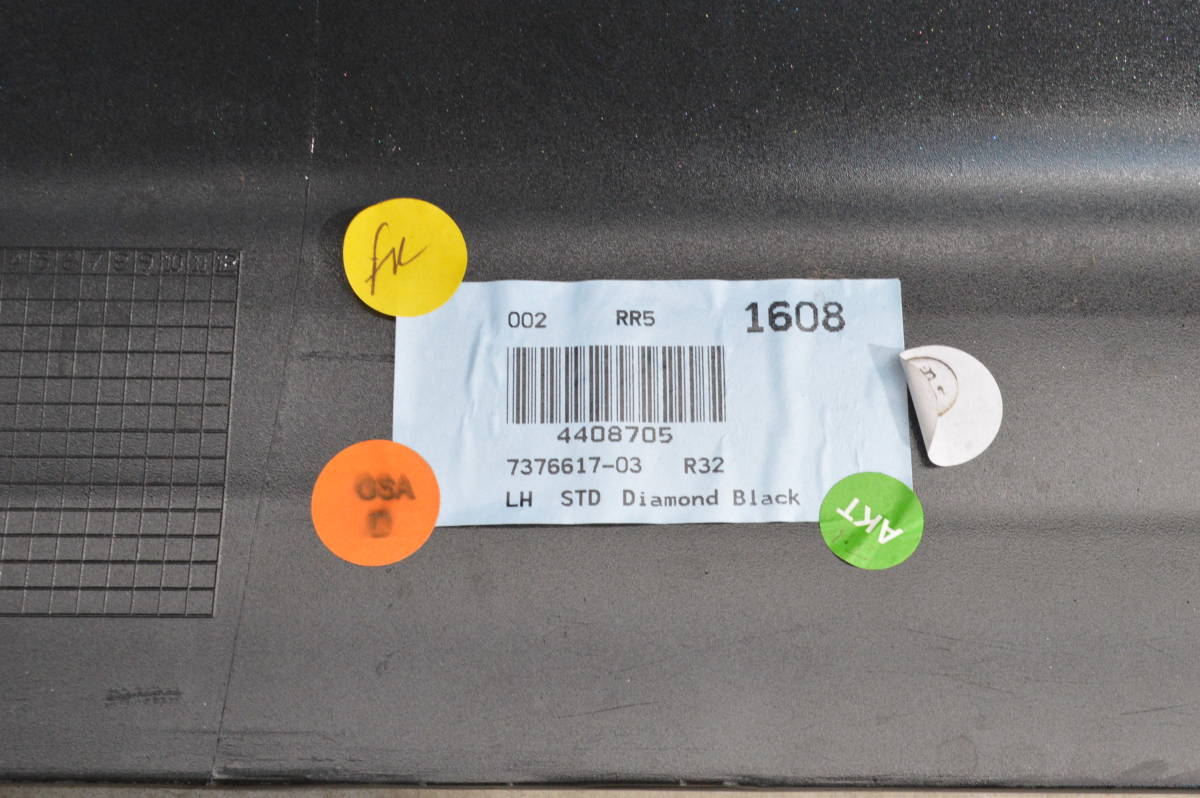 fk
002 RR5 1608
4408705
7376617-03 R32
LH STD Diamond Black
GSA
AKT